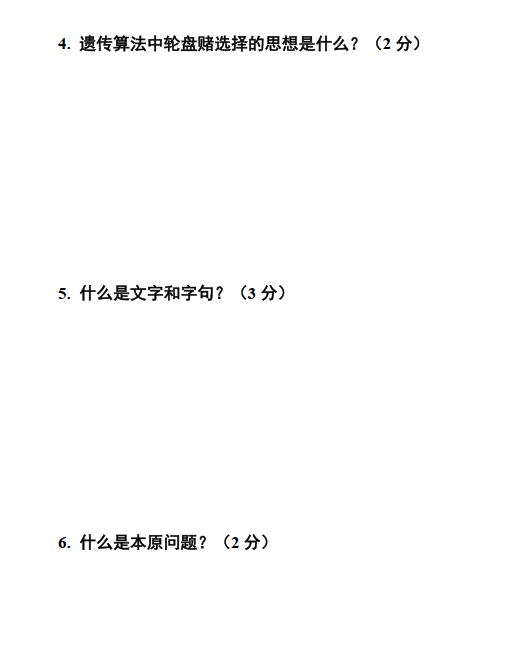 4. 遗传算法中轮盘赌选择的思想是什么？（2 分）
5. 什么是文字和字句？（3 分）
6. 什么是本原问题？（2 分）